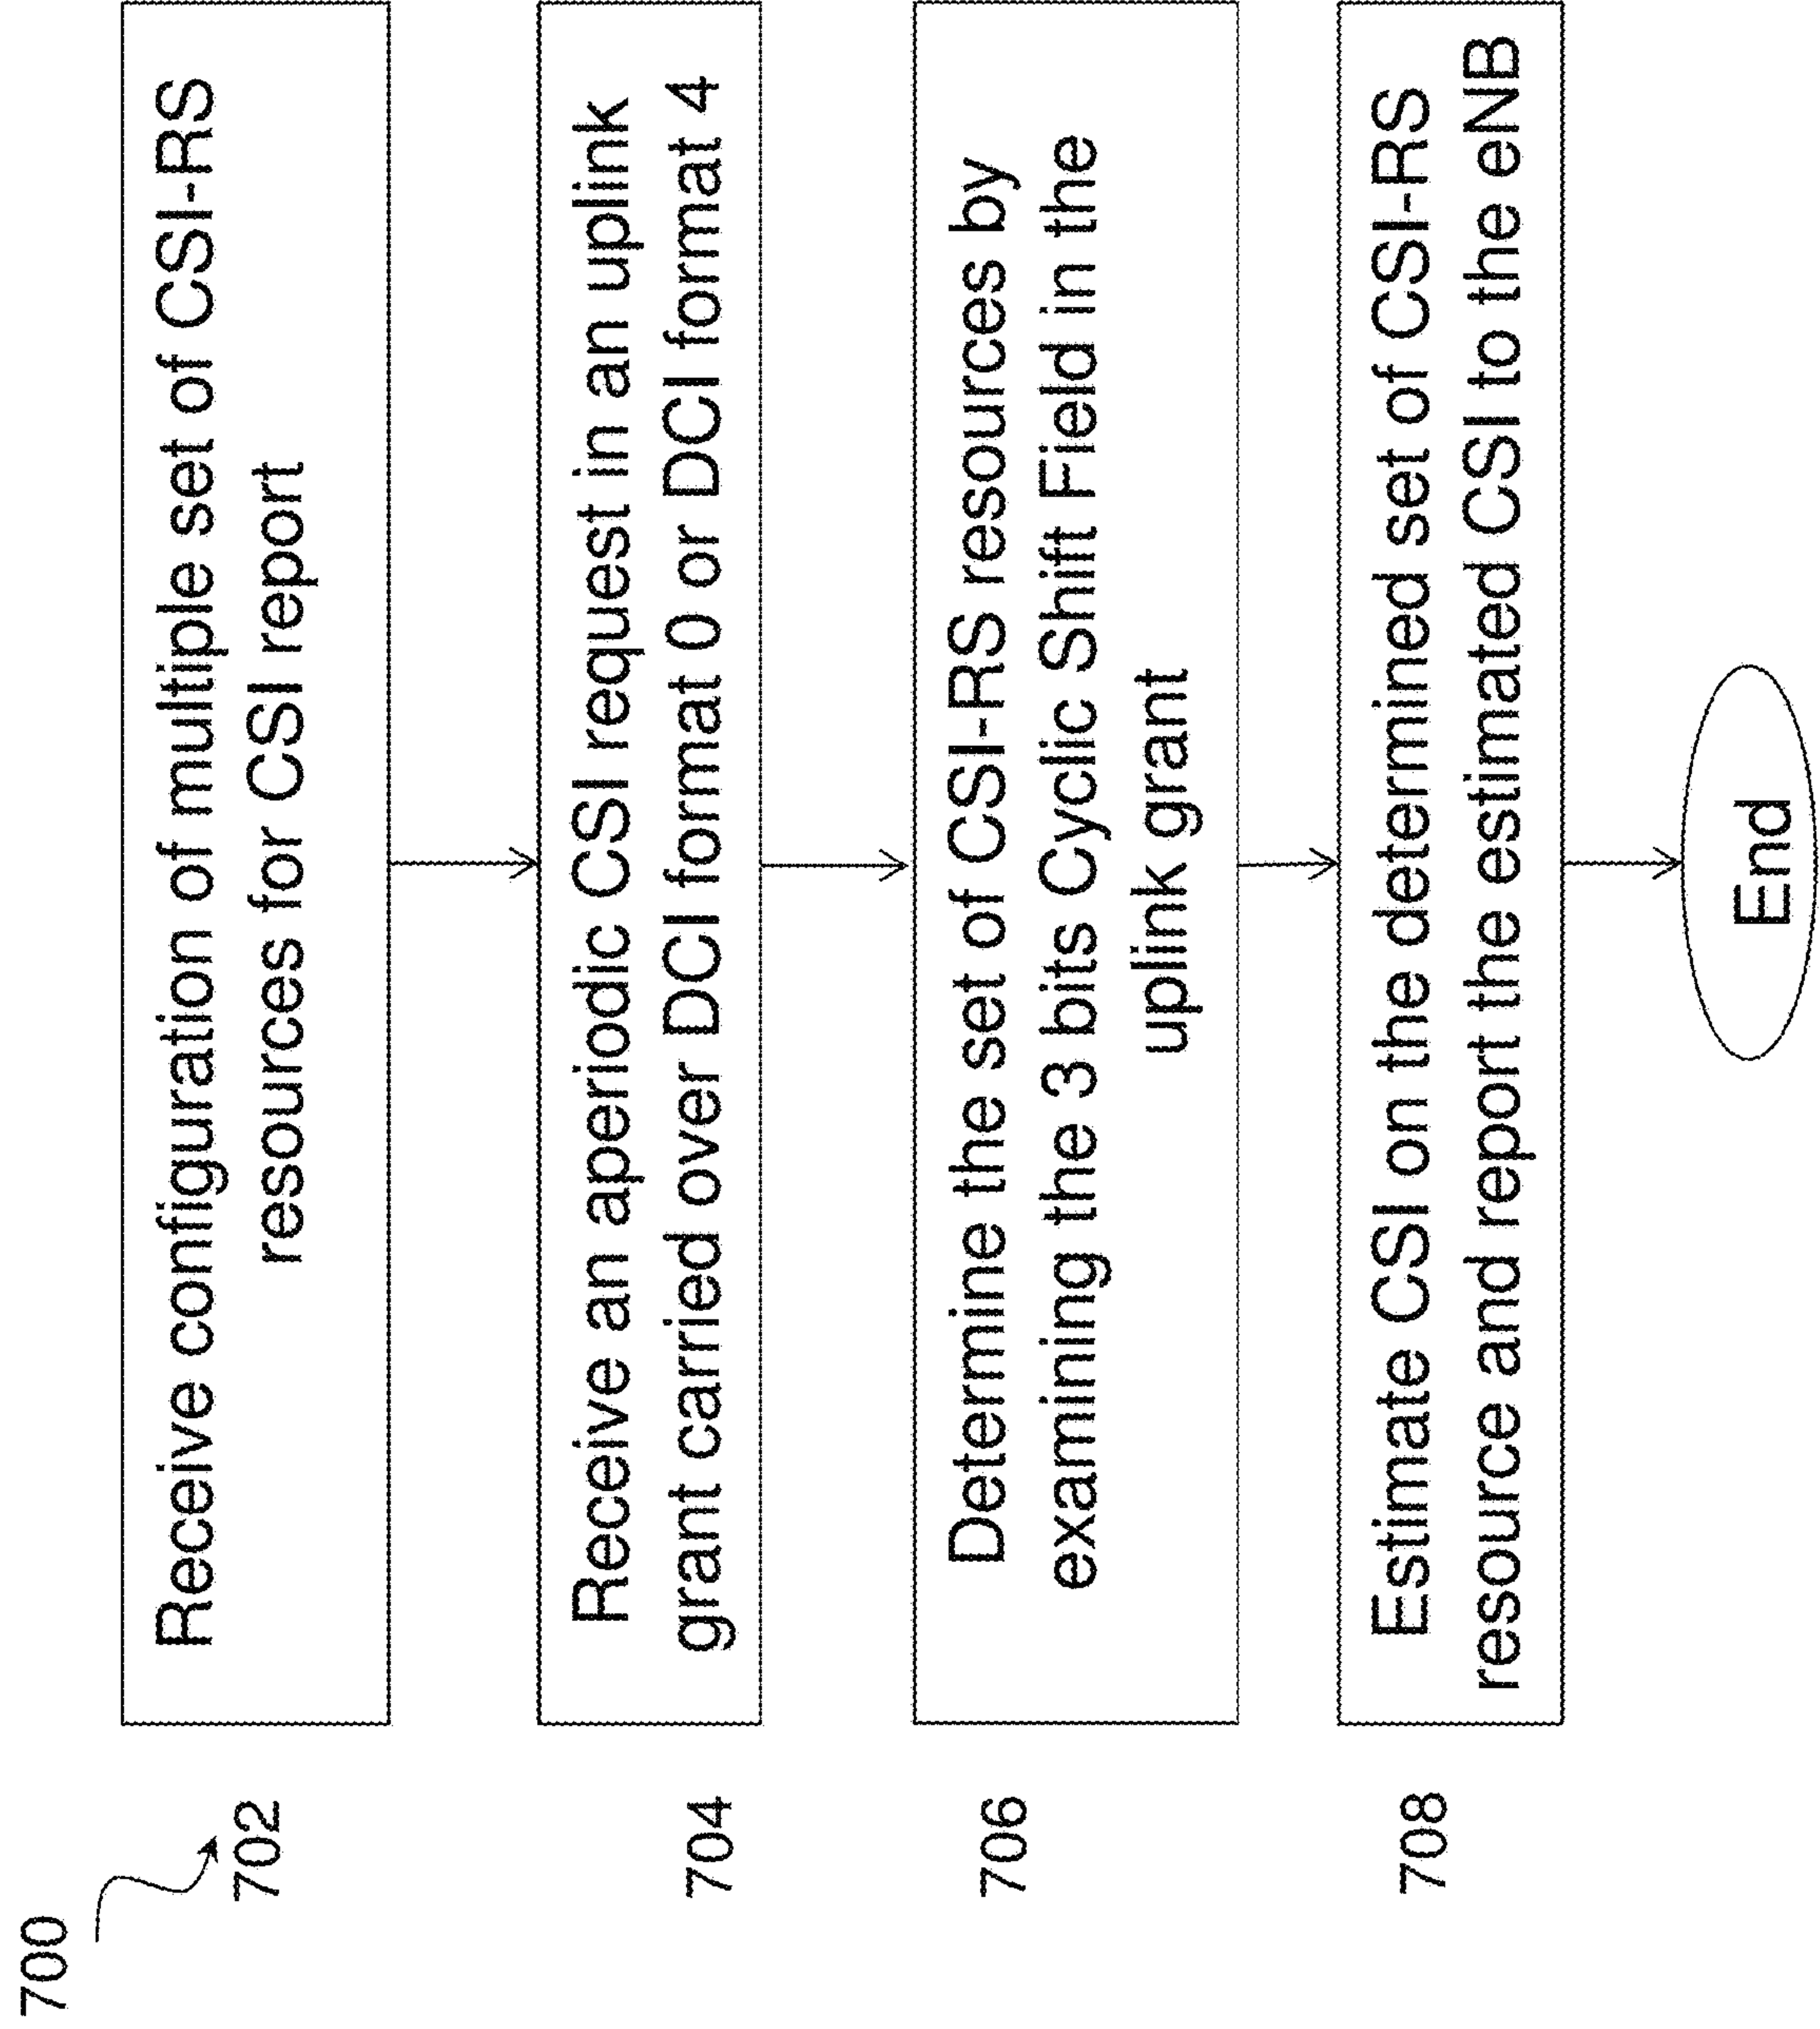 700
702
Receive configuration of multiple set of CSI-RS
resources for CSI report
704
Receive an aperiodic CSI request in an uplink
grant carried over DCI format 0 or DCI format 4
706
Determine the set of CSI-RS resources by
examining the 3 bits Cyclic Shift Field in the
uplink grant
708
Estimate CSI on the determined set of CSI-RS
resource and report the estimated CSI to the eNB
End